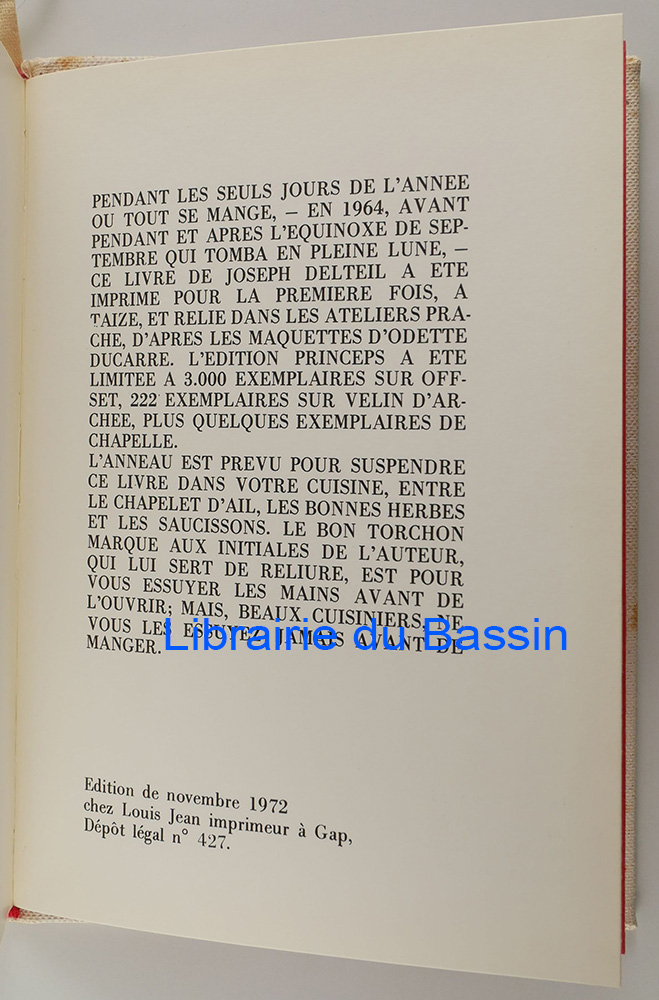 PENDANT LES SEULS JOURS DE L'ANNEE
OU TOUT SE MANGE, — EN 1964, AVANT
PENDANT ET APRES L'EQUINOXE DE SEP-
TEMBRE QUI TOMBA EN PLEINE LUNE, —
CE LIVRE DE JOSEPH DELTEIL A ETE
IMPRIME POUR LA PREMIERE FOIS, A
TAIZE, ET RELIE DANS LES ATELIERS PRA-
CHE, D'APRES LES MAQUETTES D'ODETTE
DUCARRE. L'EDITION PRINCEPS A ETE
LIMITEE A 3.000 EXEMPLAIRES SUR OFF-
SET, 222 EXEMPLAIRES SUR VELIN D'AR-
CHEE, PLUS QUELQUES EXEMPLAIRES DE
CHAPELLE.
L'ANNEAU EST PREVU POUR SUSPENDRE
CE LIVRE DANS VOTRE CUISINE, ENTRE
LE CHAPELET D'AIL, LES BONNES HERBES
ET LES SAUCISSONS. LE BON TORCHON
MARQUE AUX INITIALES DE L'AUTEUR,
QUI LUI SERT DE RELIURE, EST POUR
VOUS ESSUYER LES MAINS AVANT DE
L'OUVRIR; MAIS, BEAUX CUISINIERS, NE
VOUS LES ESSUYEZ JAMAIS AVANT DE
MANGER.
Librairie du Bassin
Edition de novembre 1972
chez Louis Jean imprimeur à Gap,
Dépôt légal n° 427.